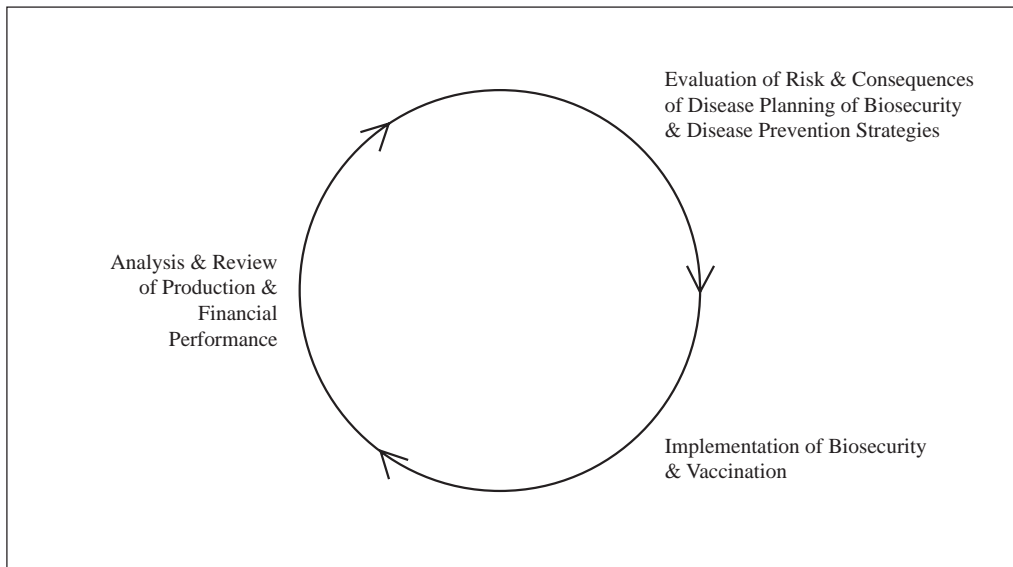 Evaluation of Risk & Consequences
of Disease Planning of Biosecurity
& Disease Prevention Strategies
Analysis & Review
of Production &
Financial
Performance
Implementation of Biosecurity
& Vaccination